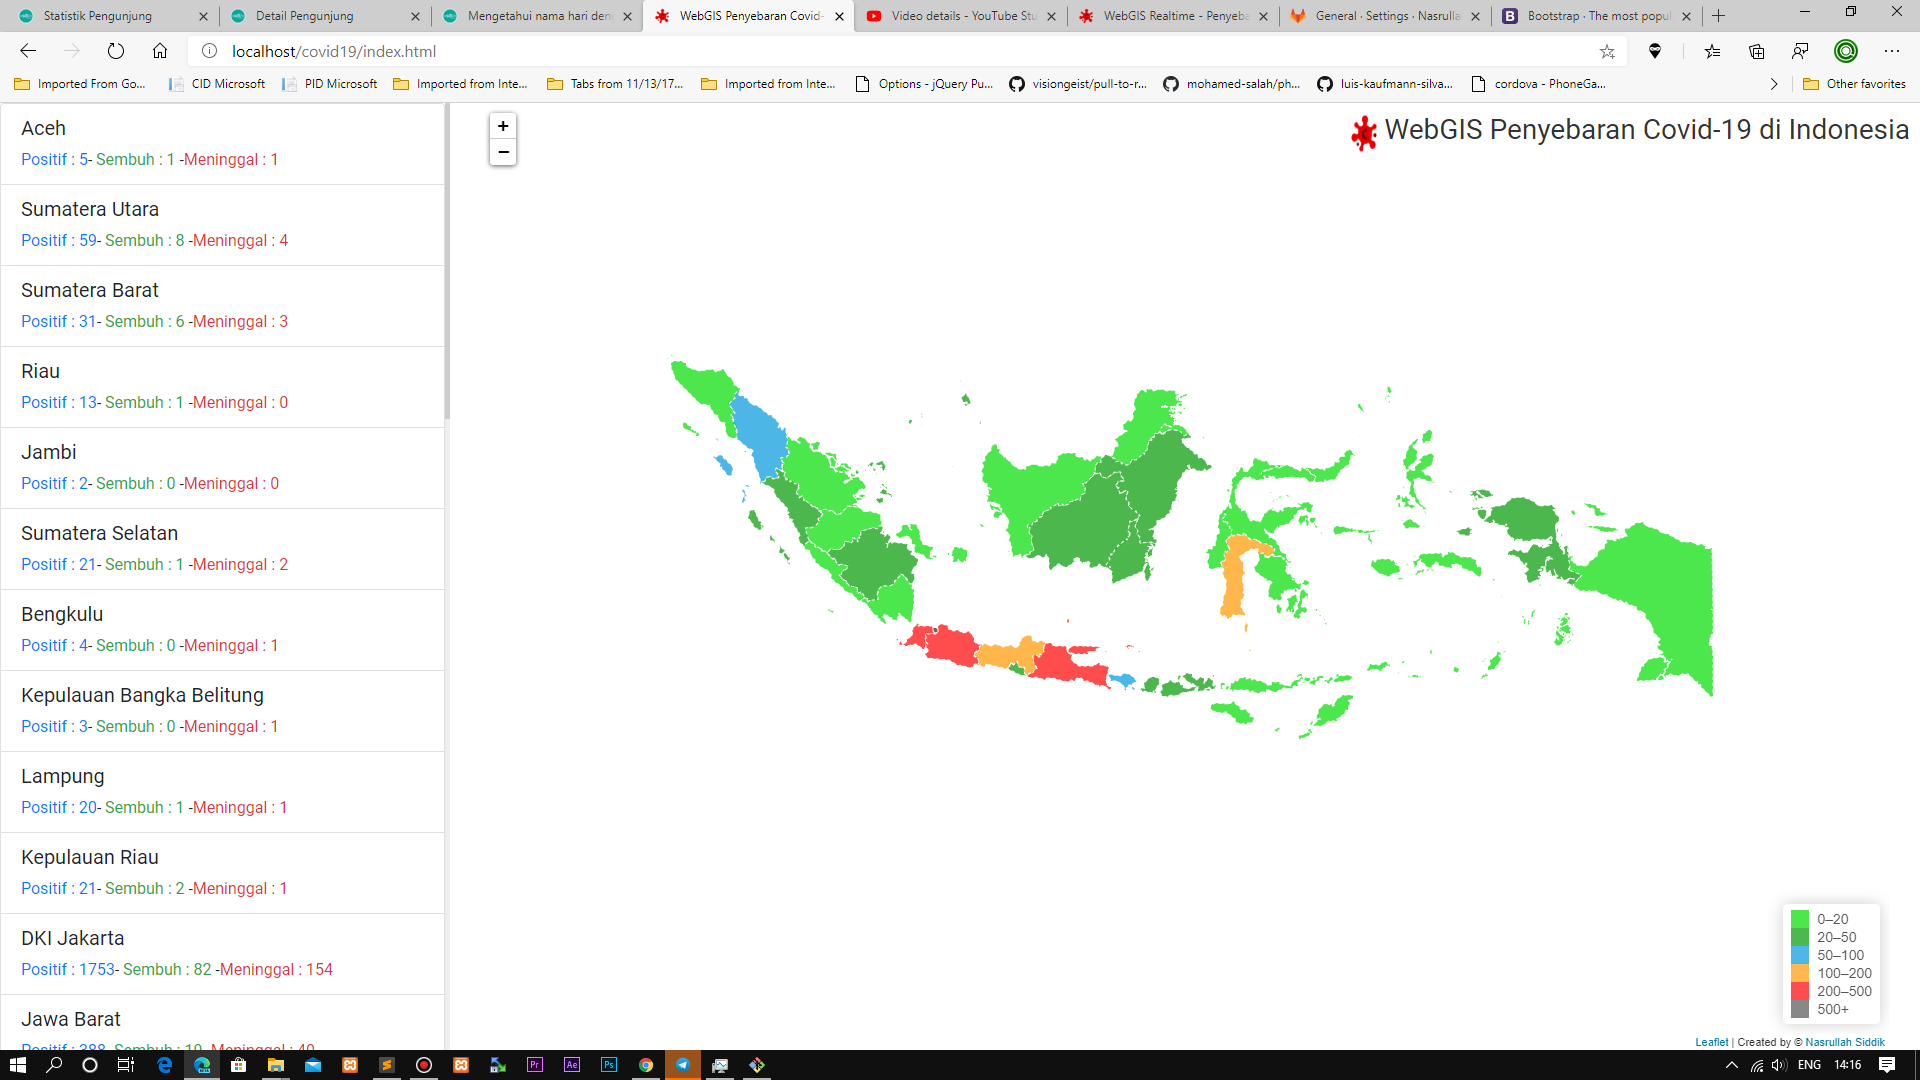 Statistik Pengunjung
Detail Pengunjung
Mengetahui nama hari den
WebGIS Penyebaran Covid-
Video details - YouTube Stu
WebGIS Realtime - Penyeba
General · Settings · Nasrulla
Bootstrap · The most popul
localhost/covid19/index.html
Imported From Go...
CID Microsoft
PID Microsoft
Imported from Inte...
Tabs from 11/13/17...
Imported from Inte...
Options - jQuery Pu...
visiongeist/pull-to-r...
mohamed-salah/ph...
luis-kaufmann-silva...
cordova - PhoneGa...
Other favorites
Aceh
Positif : 5- Sembuh : 1 -Meninggal : 1
Sumatera Utara
Positif : 59- Sembuh : 8 -Meninggal : 4
Sumatera Barat
Positif : 31- Sembuh : 6 -Meninggal : 3
Riau
Positif : 13- Sembuh : 1 -Meninggal : 0
Jambi
Positif : 2- Sembuh : 0 -Meninggal : 0
Sumatera Selatan
Positif : 21- Sembuh : 1 -Meninggal : 2
Bengkulu
Positif : 4- Sembuh : 0 -Meninggal : 1
Kepulauan Bangka Belitung
Positif : 3- Sembuh : 0 -Meninggal : 1
Lampung
Positif : 20- Sembuh : 1 -Meninggal : 1
Kepulauan Riau
Positif : 21- Sembuh : 2 -Meninggal : 1
DKI Jakarta
Positif : 1753- Sembuh : 82 -Meninggal : 154
Jawa Barat
Positif : 388- Sembuh : 19 -Meninggal : 40
+
−
WebGIS Penyebaran Covid-19 di Indonesia
0–20
20–50
50–100
100–200
200–500
500+
Leaflet | Created by © Nasrullah Siddik
Pr
Ae
Ps
ENG
14:16